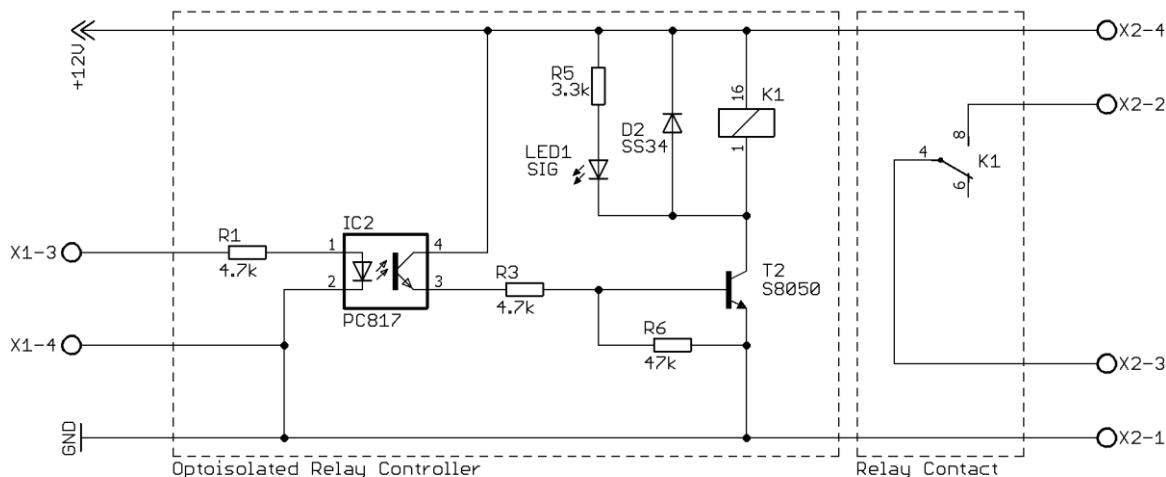 X2-4
+12V
R5
3.3k
16
K1
X2-2
D2
SS34
8
1
4
K1
LED1
SIG
6
IC2
X1-3
R1
1
4
4.7k
R3
T2
S8050
2
3
4.7k
PC817
X1-4
R6
47k
X2-3
GND
X2-1
Optoisolated Relay Controller
Relay Contact